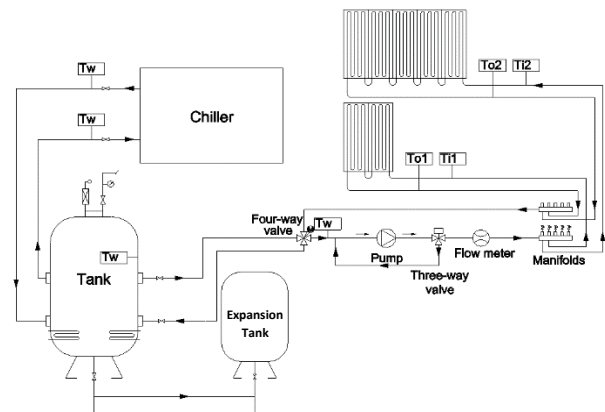 Tw
Chiller
Tw
To2
Ti2
To1
Ti1
Four-way
valve
Tw
Tw
Tank
Pump
Flow meter
Manifolds
Three-way
valve
Expansion
Tank